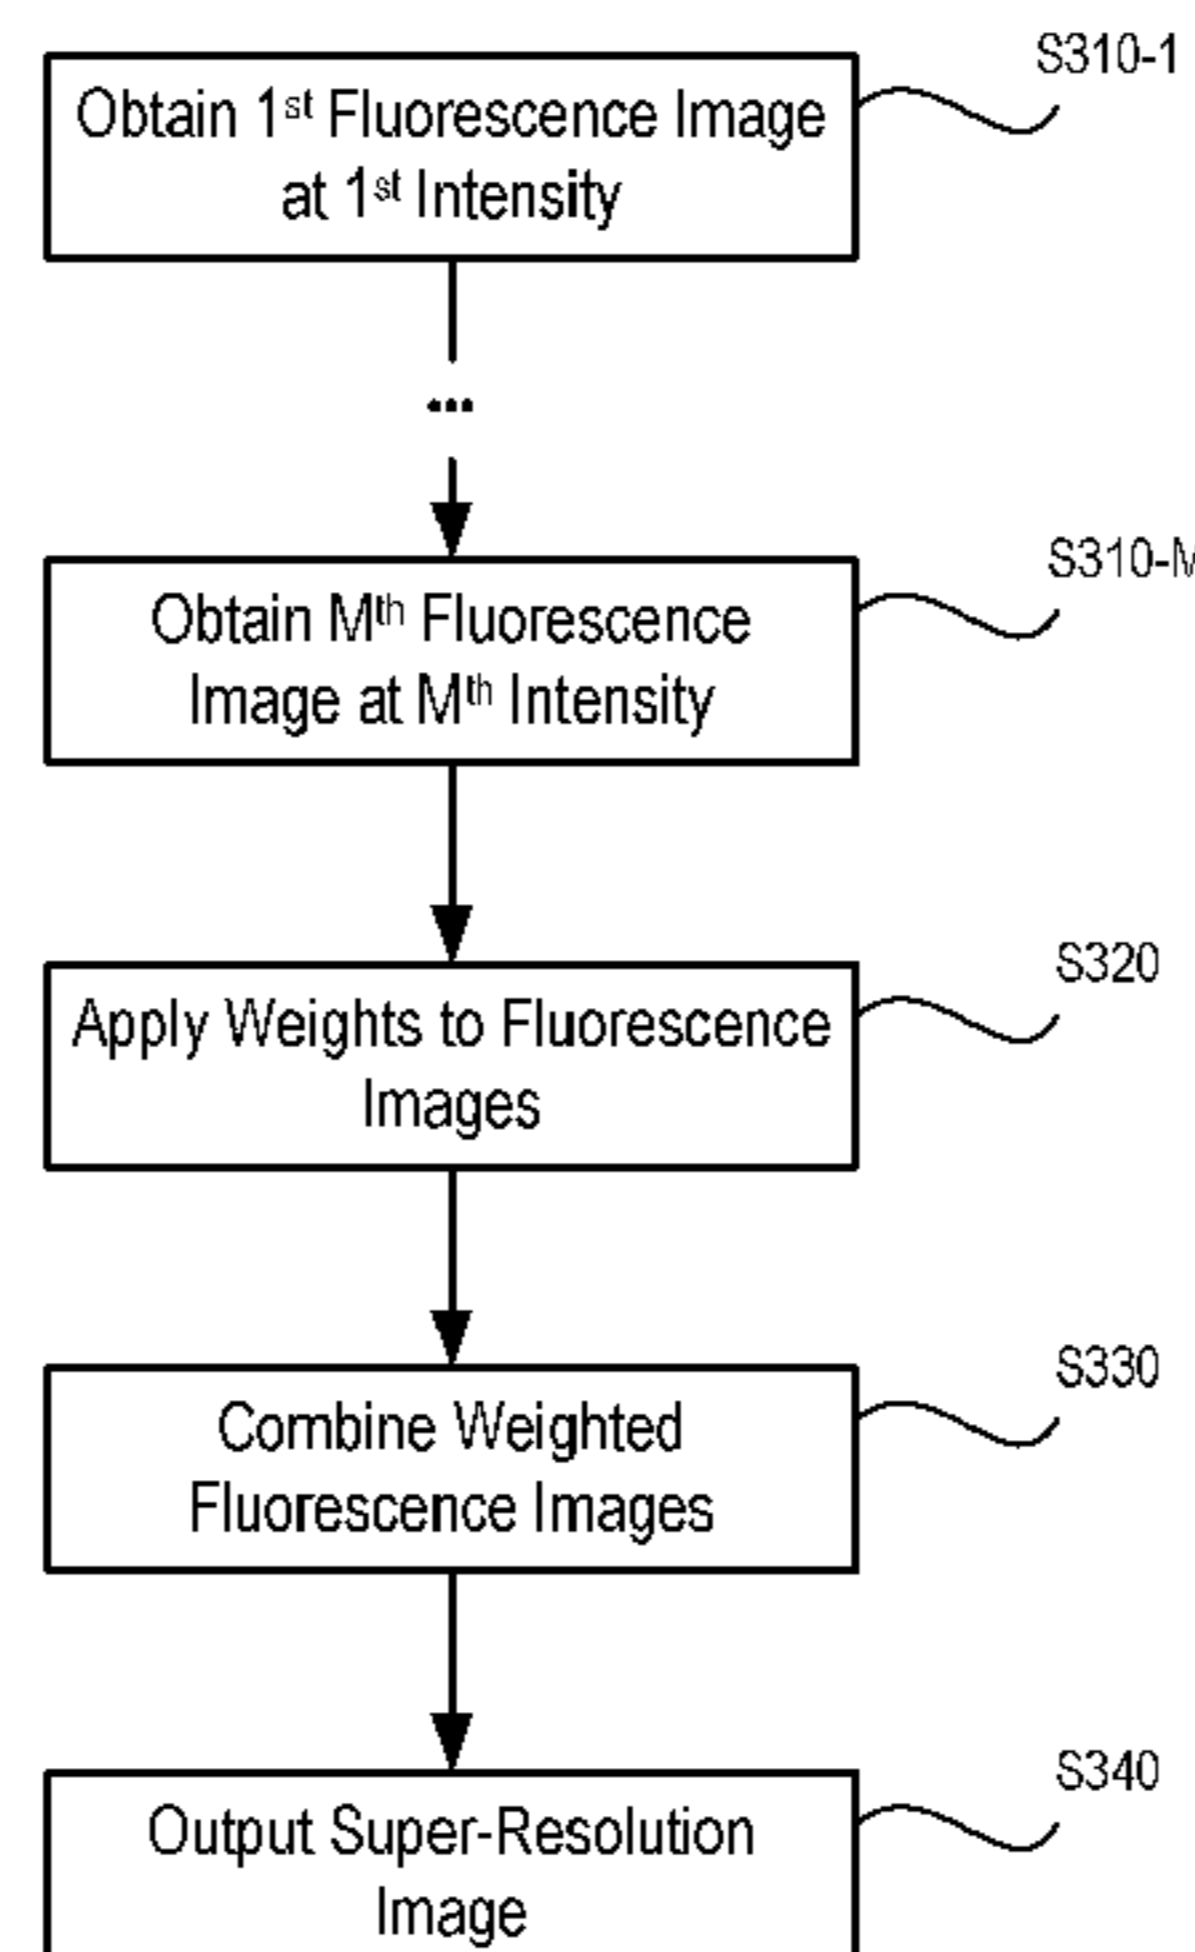 S310-1
Obtain 1st Fluorescence Image
at 1st Intensity
...
S310-M
Obtain Mth Fluorescence
Image at Mth Intensity
S320
Apply Weights to Fluorescence
Images
S330
Combine Weighted
Fluorescence Images
S340
Output Super-Resolution
Image